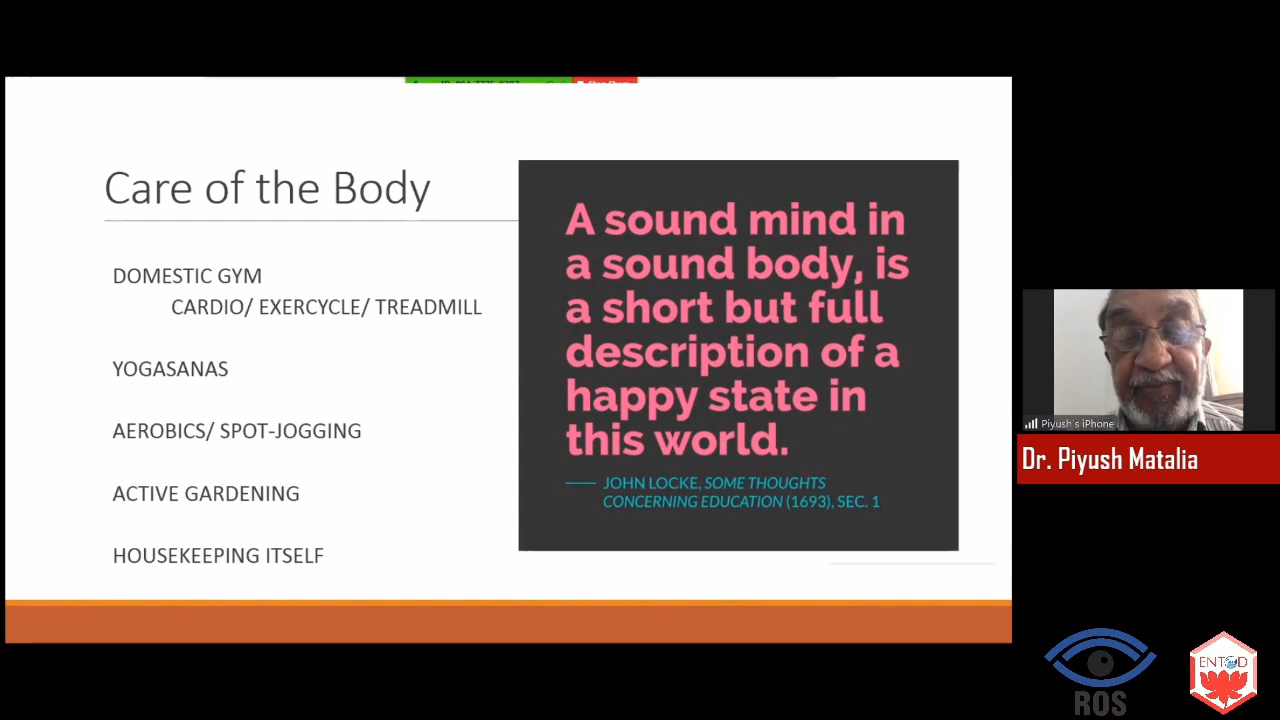 Care of the Body
DOMESTIC GYM
CARDIO/ EXERCYCLE/ TREADMILL
YOGASANAS
AEROBICS/ SPOT-JOGGING
ACTIVE GARDENING
HOUSEKEEPING ITSELF
A sound mind in
a sound body, is
a short but full
description of a
happy state in
this world.
JOHN LOCKE, SOME THOUGHTS
CONCERNING EDUCATION (1693), SEC. 1
Piyush's iPhone
Dr. Piyush Matalia
ROS
ENTOD